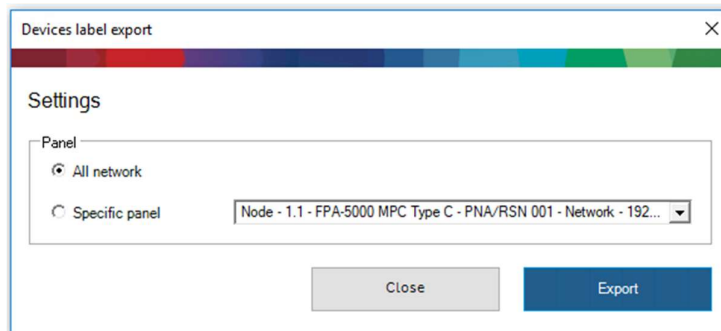 Devices label export
Settings
Panel
All network
Specific panel Node - 1.1 - FPA-5000 MPC Type C - PNA/RSN 001 - Network - 192...
Close Export